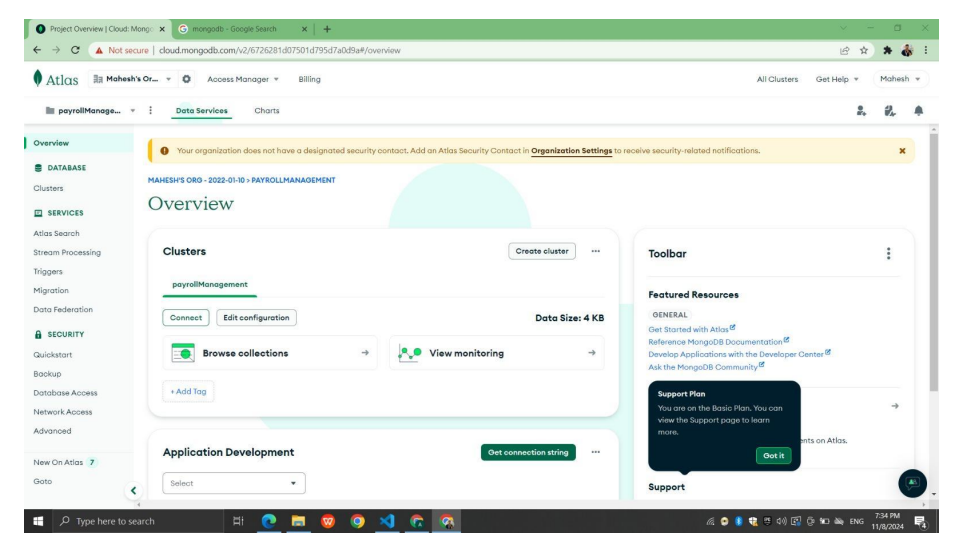 Project Overview | Cloud: Mong
mongodb - Google Search
Not secure | cloud.mongodb.com/v2/6726281d07501d795d7a0d9a#/overview
Atlas
Mahesh's Or...
Access Manager
Billing
All Clusters
Get Help
Mahesh
payrollManage...
Data Services
Charts
Overview
DATABASE
Clusters
SERVICES
Atlas Search
Stream Processing
Triggers
Migration
Data Federation
SECURITY
Quickstart
Backup
Database Access
Network Access
Advanced
New On Atlas 7
Goto
Your organization does not have a designated security contact. Add an Atlas Security Contact in Organization Settings to receive security-related notifications.
MAHESH'S ORG - 2022-01-10 > PAYROLLMANAGEMENT
Overview
Clusters
Create cluster
payrollManagement
Connect
Edit configuration
Data Size: 4 KB
Browse collections
View monitoring
+ Add Tag
Application Development
Get connection string
Select
Toolbar
Featured Resources
GENERAL
Get Started with Atlas
Reference MongoDB Documentation
Develop Applications with the Developer Center
Ask the MongoDB Community
Support Plan
You are on the Basic Plan. You can
view the Support page to learn
more.
Got it
ents on Atlas.
Support
Type here to search
ENG
7:34 PM
11/8/2024